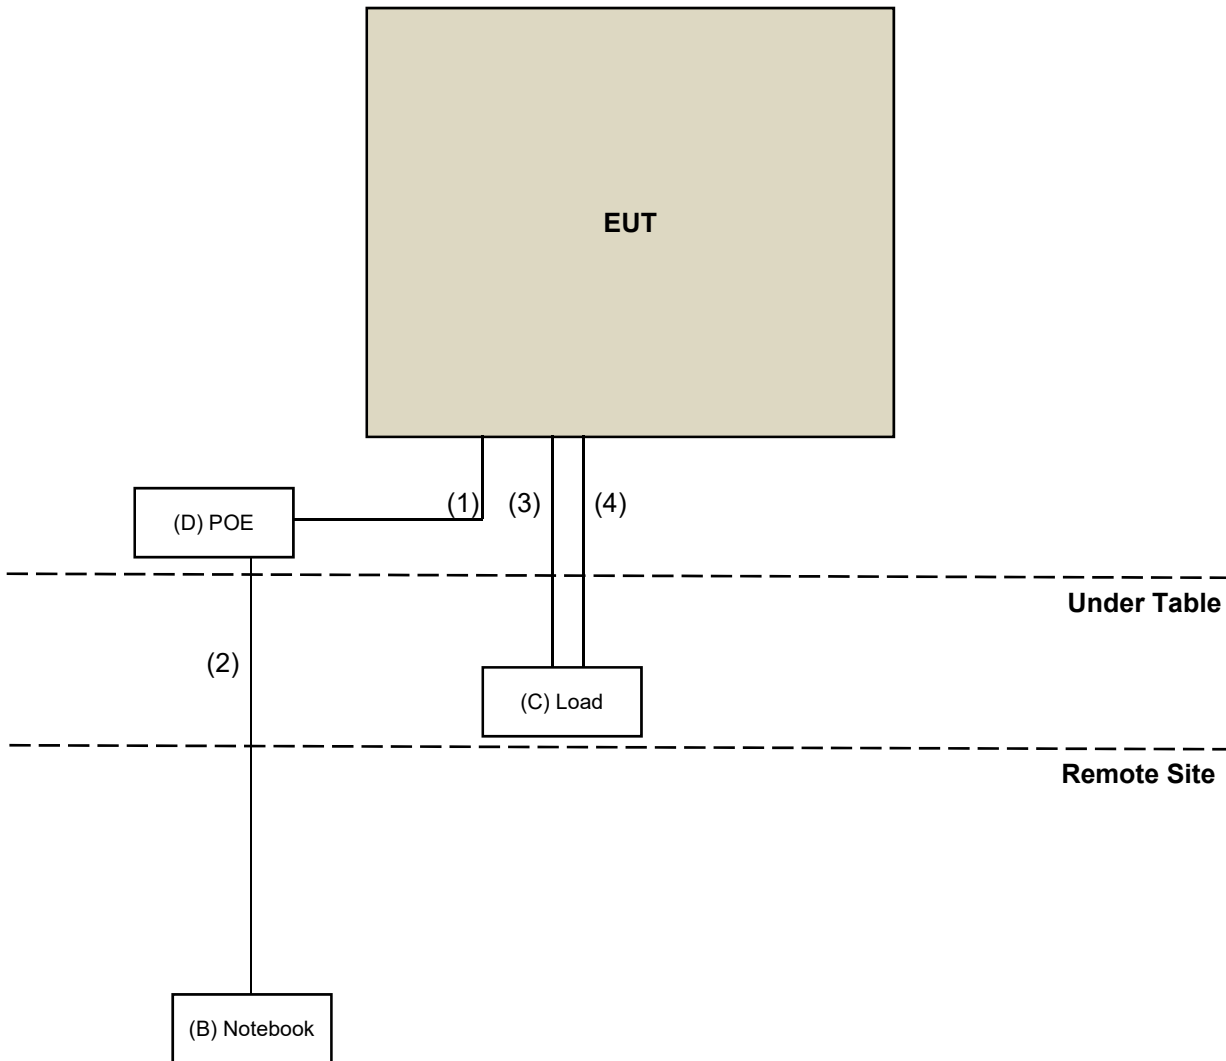 EUT
(1)
(3)
(4)
(D) POE
Under Table
(2)
(C) Load
Remote Site
(B) Notebook